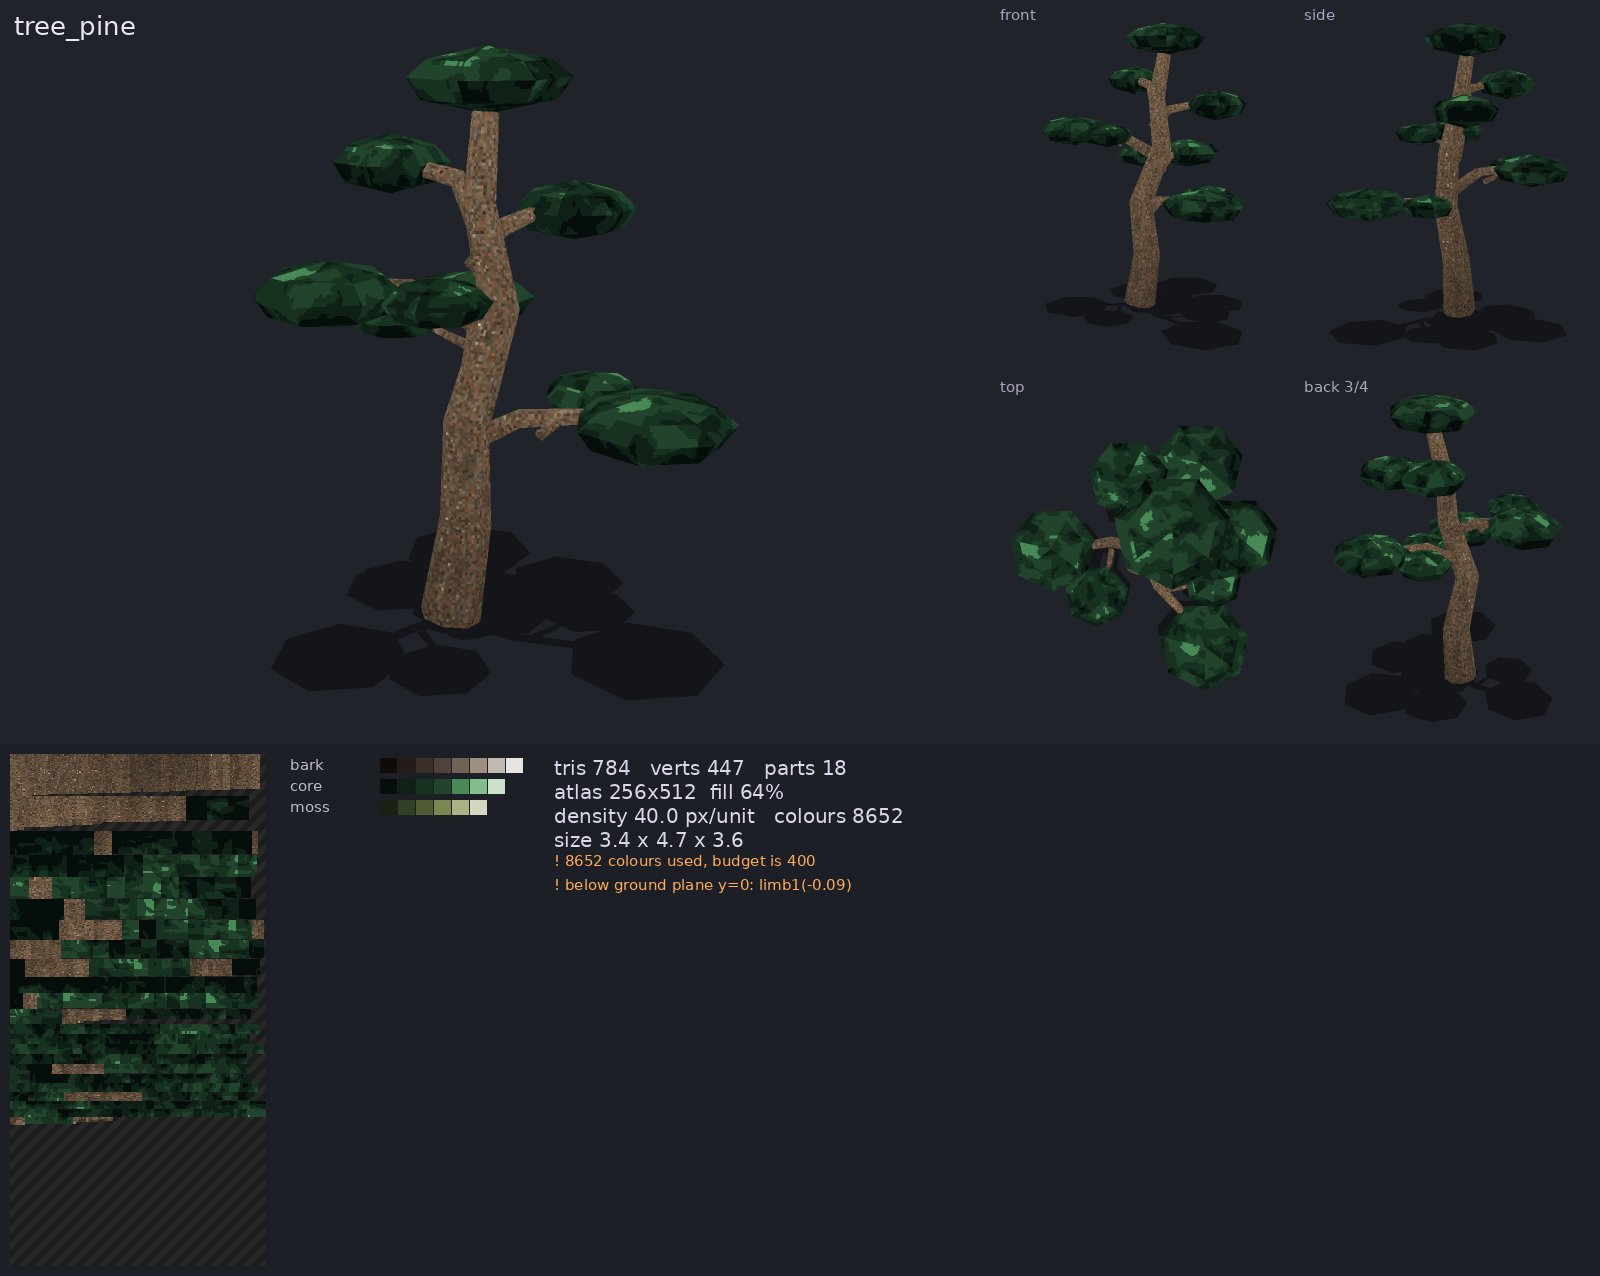 tree_pine
front
side
top
back 3/4
bark
core
moss
tris 784   verts 447   parts 18
atlas 256x512  fill 64%
density 40.0 px/unit   colours 8652
size 3.4 x 4.7 x 3.6
! 8652 colours used, budget is 400
! below ground plane y=0: limb1(-0.09)